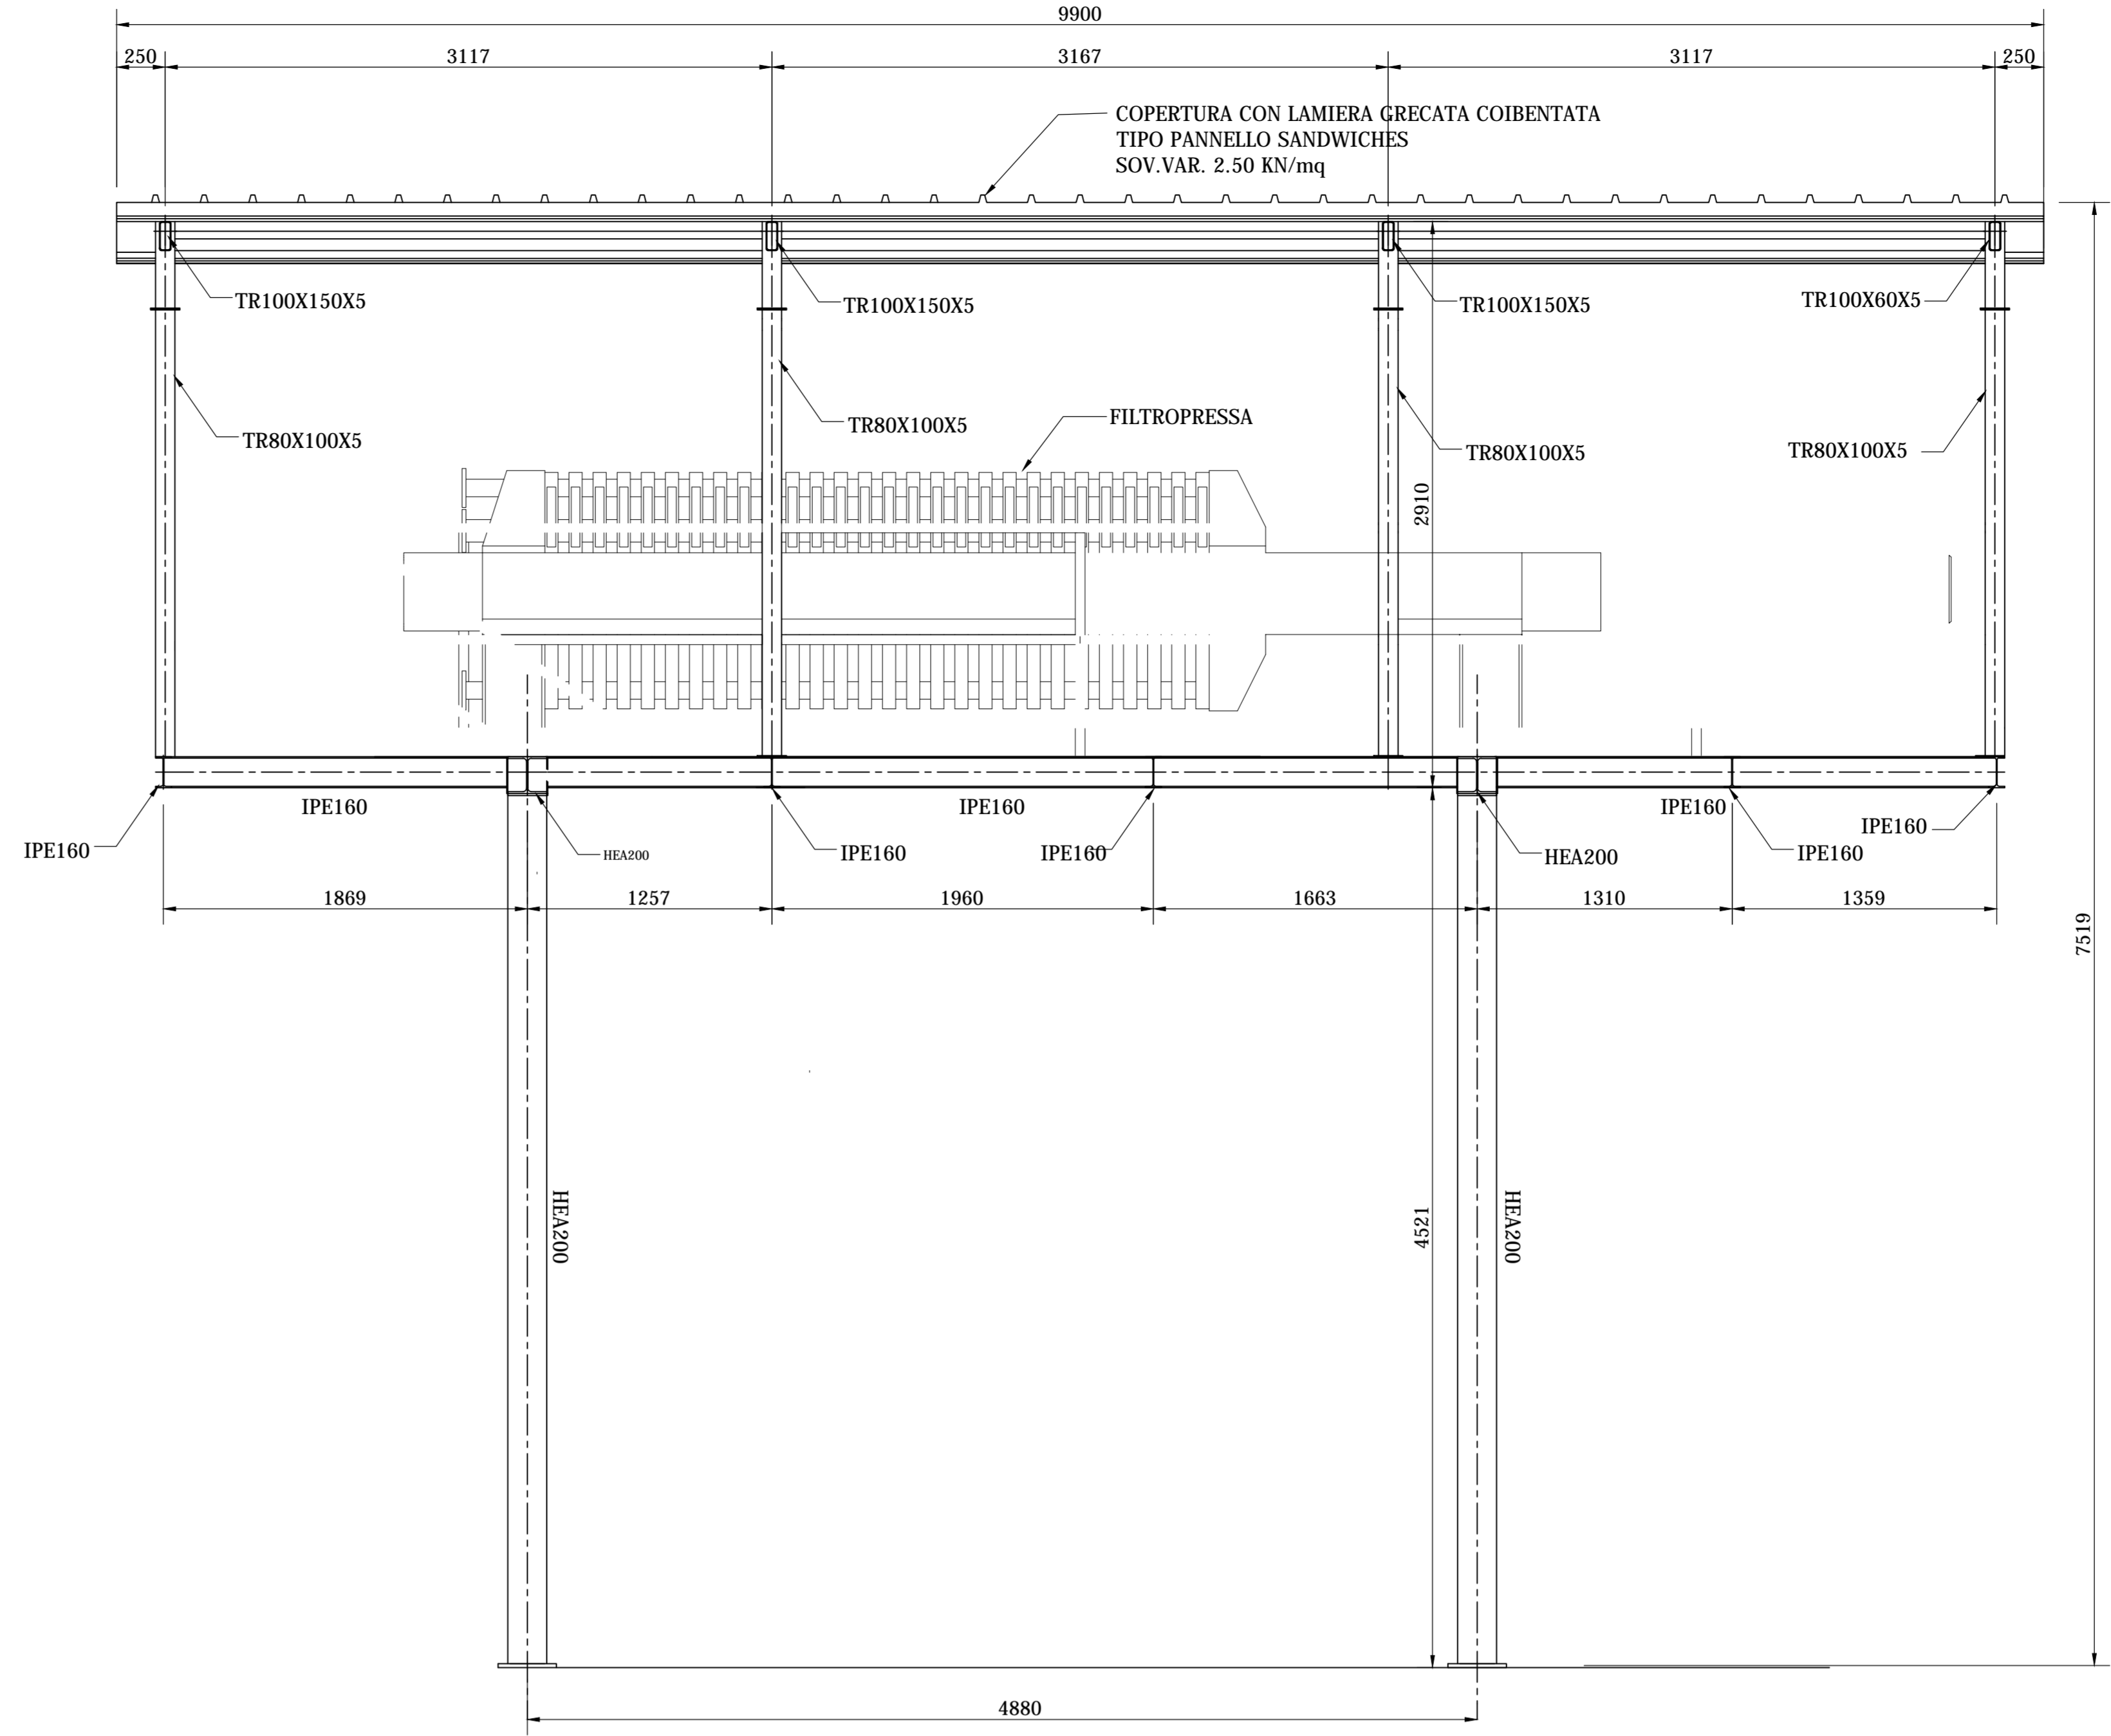 9900
250
3117
3167
3117
250
COPERTURA CON LAMIERA GRECATA COIBENTATA
TIPO PANNELLO SANDWICHES
SOV.VAR. 2.50 KN/mq
TR100X150X5
TR100X150X5
TR100X150X5
TR100X60X5
FILTROPRESSA
TR80X100X5
TR80X100X5
TR80X100X5
TR80X100X5
2910
IPE160
IPE160
IPE160
IPE160
IPE160
HEA200
IPE160
IPE160
HEA200
IPE160
IPE160
1869
1257
1960
1663
1310
1359
7519
HEA200
4521
HEA200
4880